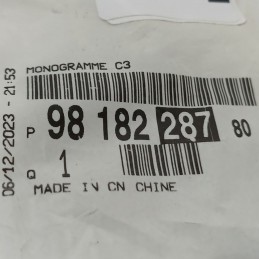 MONOGRAMME C3
P 98 182 287 80
Q 1
MADE IN CN CHINE
06/12/2023 - 21:53